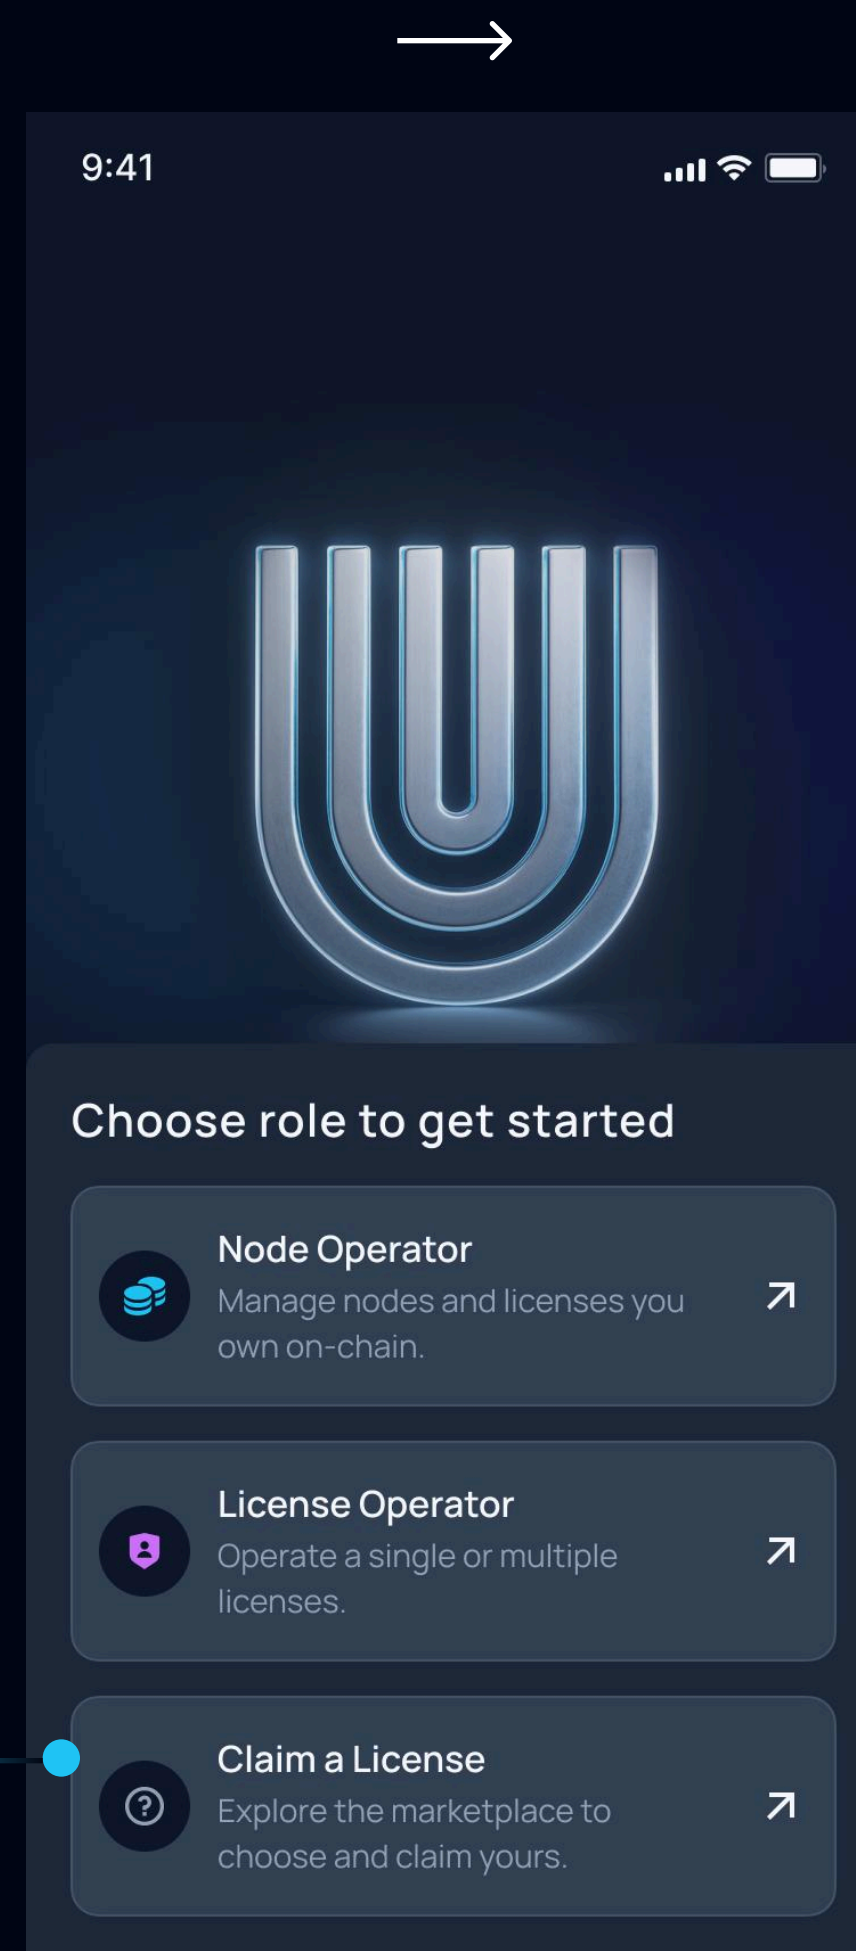 9:41
Choose role to get started
Node Operator
Manage nodes and licenses you
own on-chain.
License Operator
Operate a single or multiple
licenses.
Claim a License
Explore the marketplace to
choose and claim yours.